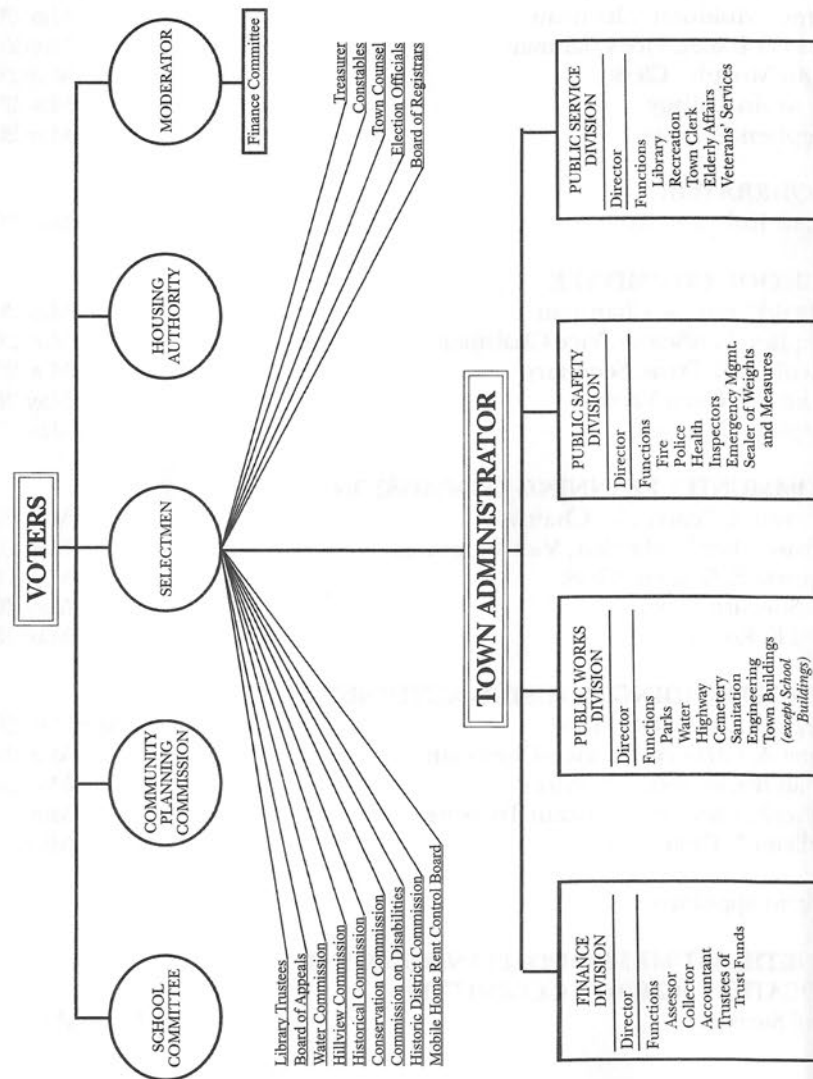 VOTERS
SCHOOL
COMMITTEE
COMMUNITY
PLANNING
COMMISSION
SELECTMEN
HOUSING
AUTHORITY
MODERATOR
Finance Committee
Library Trustees
Board of Appeals
Water Commission
Hillview Commission
Historical Commission
Conservation Commission
Commission on Disabilities
Historic District Commission
Mobile Home Rent Control Board
Treasurer
Constables
Town Counsel
Election Officials
Board of Registrars
TOWN ADMINISTRATOR
FINANCE
DIVISION
Director
Functions
Assessor
Collector
Accountant
Trustees of
Trust Funds
PUBLIC WORKS
DIVISION
Director
Functions
Parks
Water
Highway
Cemetery
Sanitation
Engineering
Town Buildings
(except School
Buildings)
PUBLIC SAFETY
DIVISION
Director
Functions
Fire
Police
Health
Inspectors
Emergency Mgmt.
Sealer of Weights
and Measures
PUBLIC SERVICE
DIVISION
Director
Functions
Library
Recreation
Town Clerk
Elderly Affairs
Veterans' Services